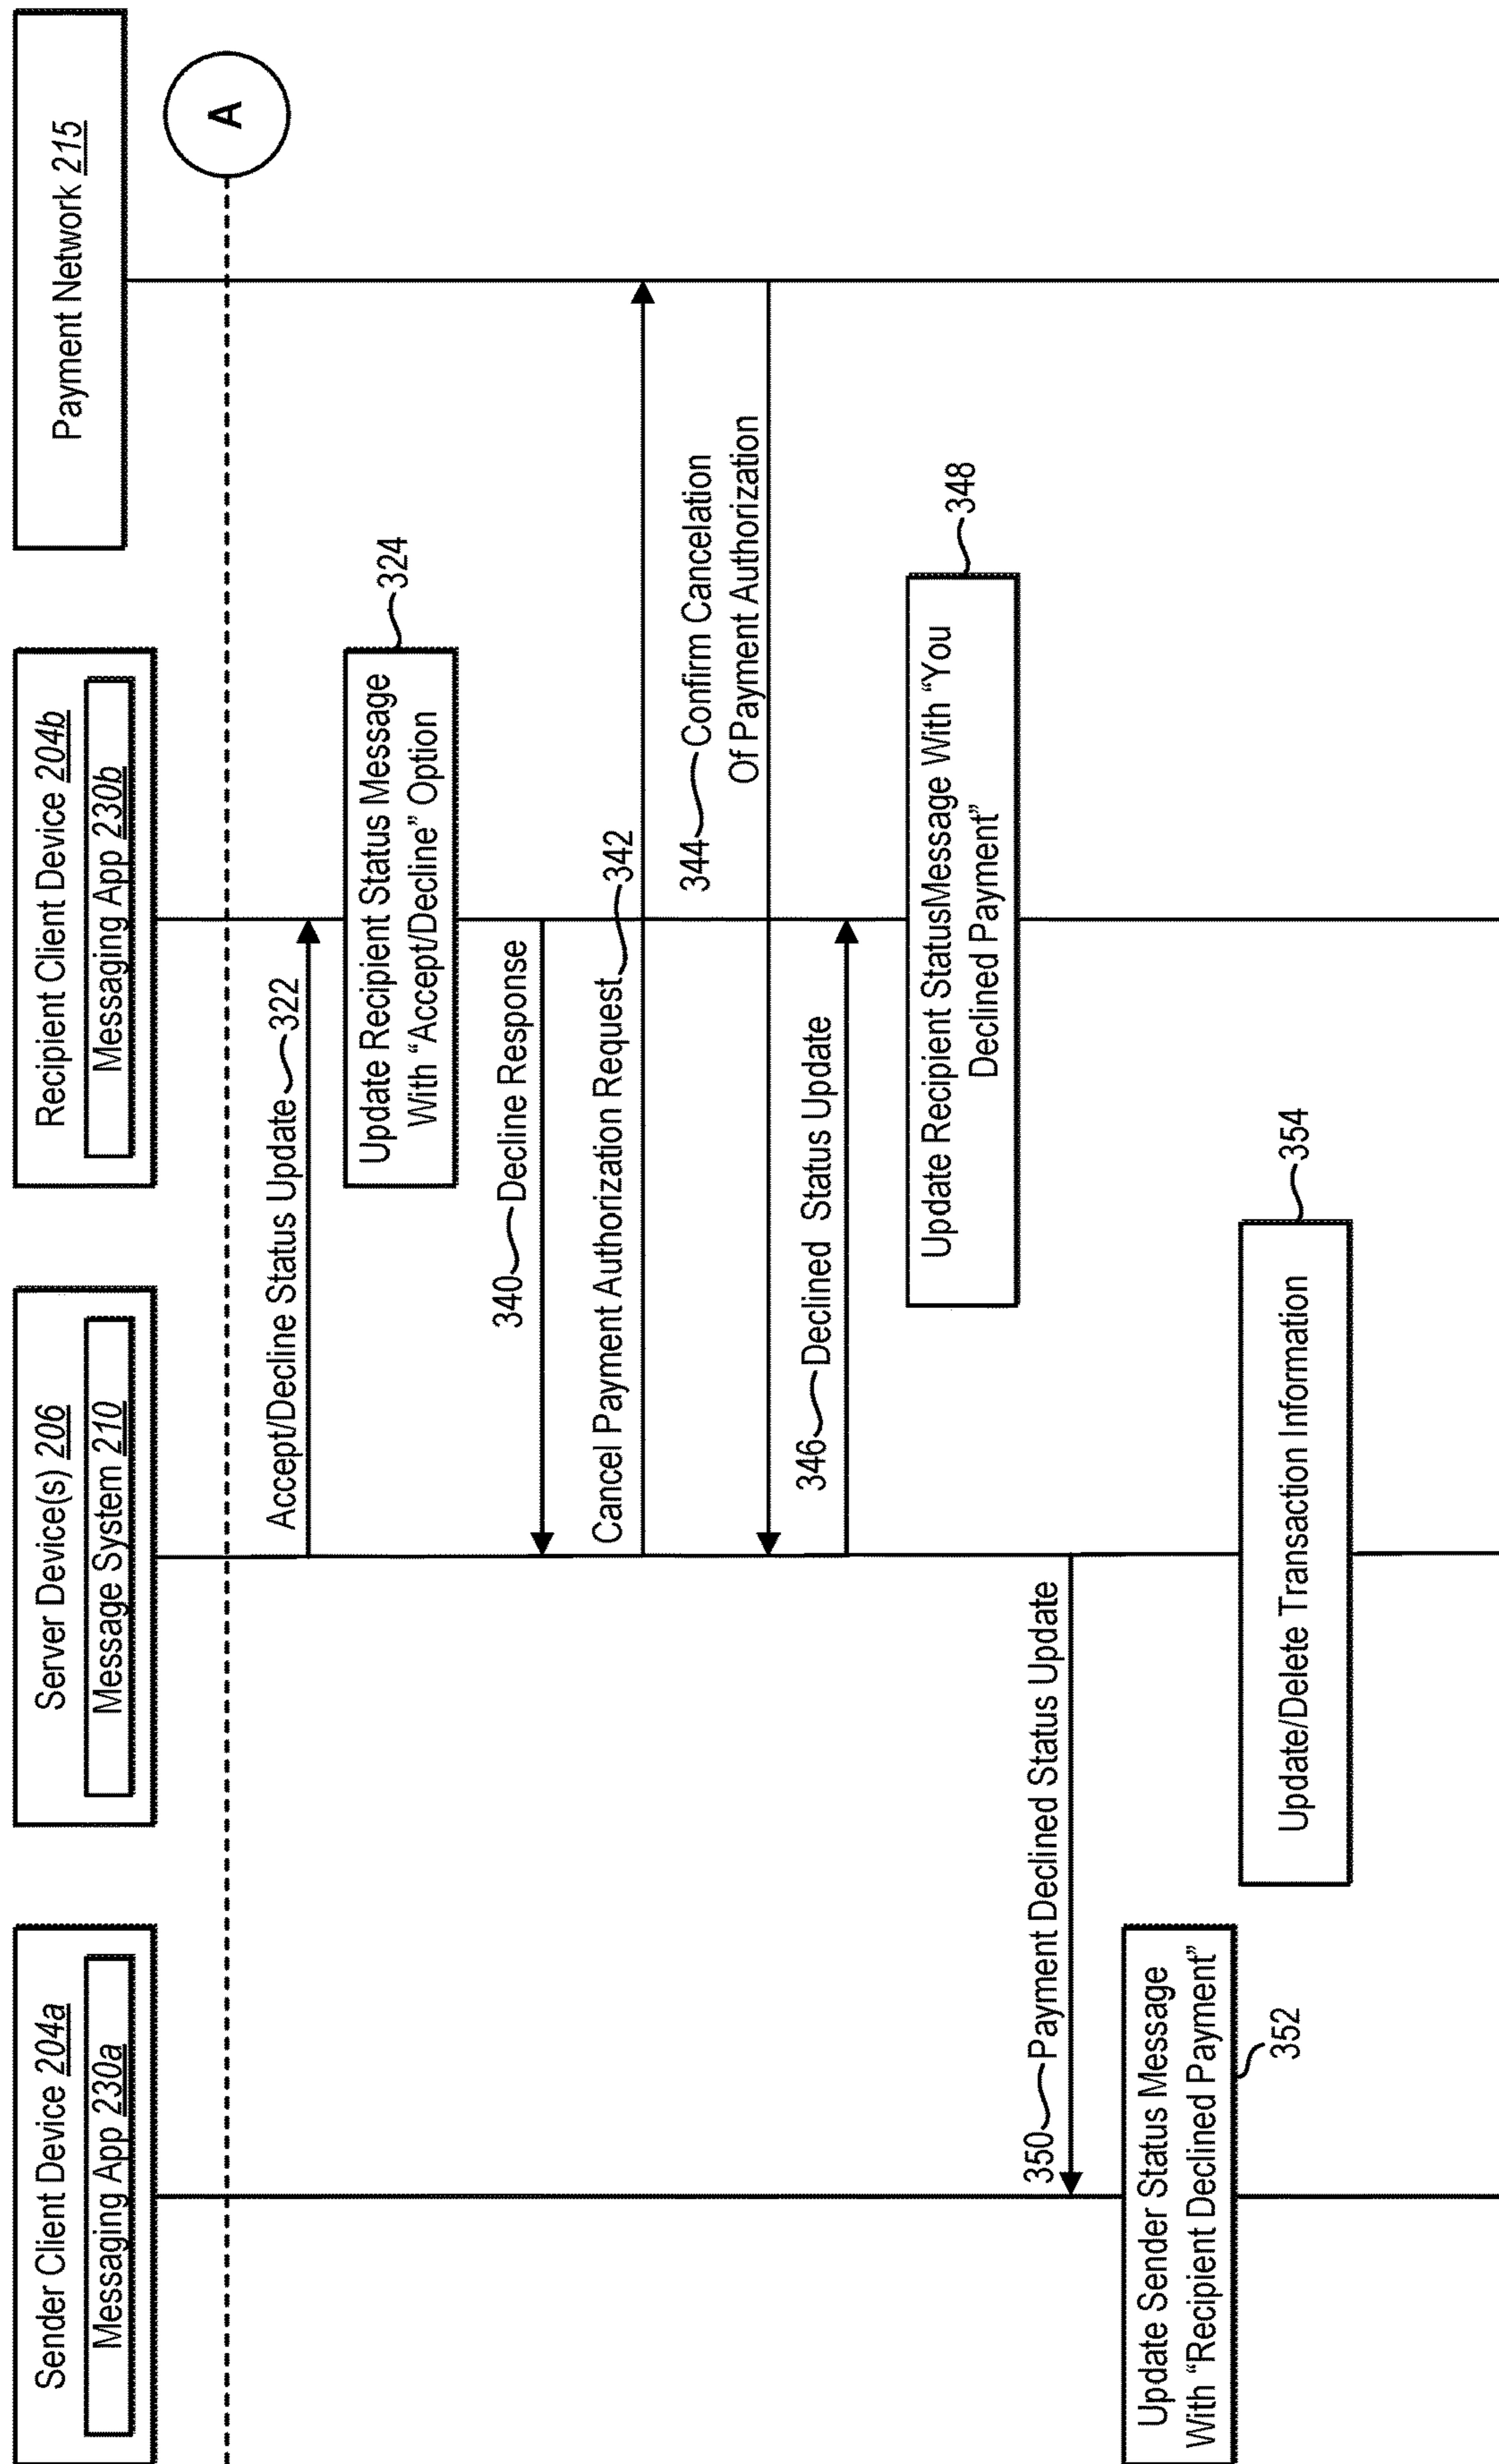 Sender Client Device 204a
Messaging App 230a
Server Device(s) 206
Message System 210
Recipient Client Device 204b
Messaging App 230b
Payment Network 215
A
Accept/Decline Status Update 322
Update Recipient Status Message
With “Accept/Decline” Option
324
340 Decline Response
Cancel Payment Authorization Request 342
344 Confirm Cancelation
Of Payment Authorization
346 Declined Status Update
Update Recipient StatusMessage With “You
Declined Payment”
348
350 Payment Declined Status Update
Update Sender Status Message
With “Recipient Declined Payment”
352
Update/Delete Transaction Information
354